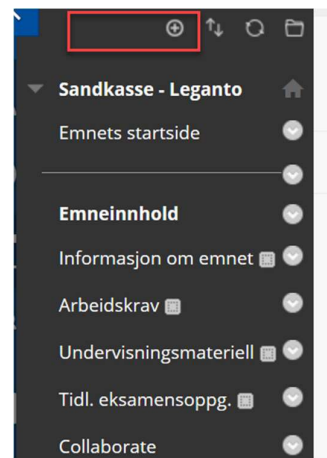 Sandkasse - Leganto
Emnets startside
Emneinnhold
Informasjon om emnet
Arbeidskrav
Undervisningsmateriell
Tidl. eksamensoppg.
Collaborate